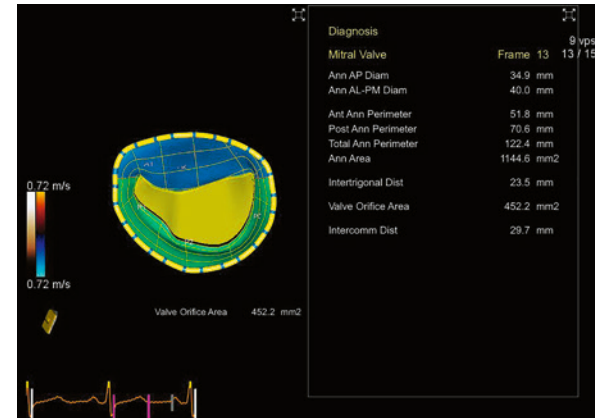 Diagnosis
9 vps
Mitral Valve Frame 13 13 / 15
Ann AP Diam 34.9 mm
Ann AL-PM Diam 40.0 mm
Ant Ann Perimeter 51.8 mm
Post Ann Perimeter 70.6 mm
Total Ann Perimeter 122.4 mm
Ann Area 1144.6 mm2
Intertrigonal Dist 23.5 mm
Valve Orifice Area 452.2 mm2
Intercomm Dist 29.7 mm
0.72 m/s
0.72 m/s
Valve Orifice Area 452.2 mm2